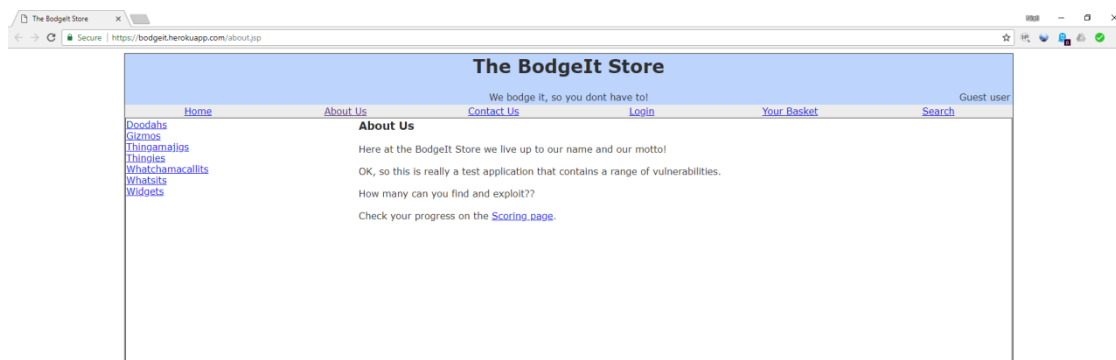 The BodgeIt Store
Secure https://bodgeit.herokuapp.com/about.jsp
The BodgeIt Store
We bodge it, so you dont have to! Guest user
Home About Us Contact Us Login Your Basket Search
Doodahs
Gizmos
Thingamajigs
Thingies
Whatchamacallits
Whatsits
Widgets
About Us
Here at the BodgeIt Store we live up to our name and our motto!
OK, so this is really a test application that contains a range of vulnerabilities.
How many can you find and exploit??
Check your progress on the Scoring page.